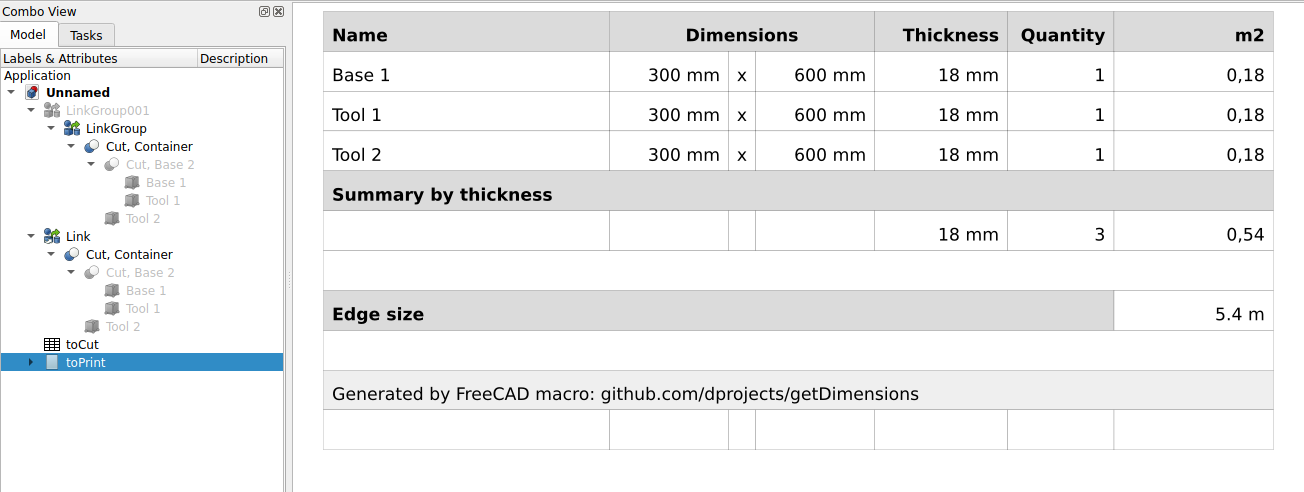 Combo View
Model Tasks
Labels & Attributes Description
Application
Unnamed
LinkGroup001
LinkGroup
Cut, Container
Cut, Base 2
Base 1
Tool 1
Tool 2
Link
Cut, Container
Cut, Base 2
Base 1
Tool 1
Tool 2
toCut
toPrint
Name Dimensions Thickness Quantity m2
Base 1 300 mm x 600 mm 18 mm 1 0,18
Tool 1 300 mm x 600 mm 18 mm 1 0,18
Tool 2 300 mm x 600 mm 18 mm 1 0,18
Summary by thickness
18 mm 3 0,54
Edge size 5.4 m
Generated by FreeCAD macro: github.com/dprojects/getDimensions